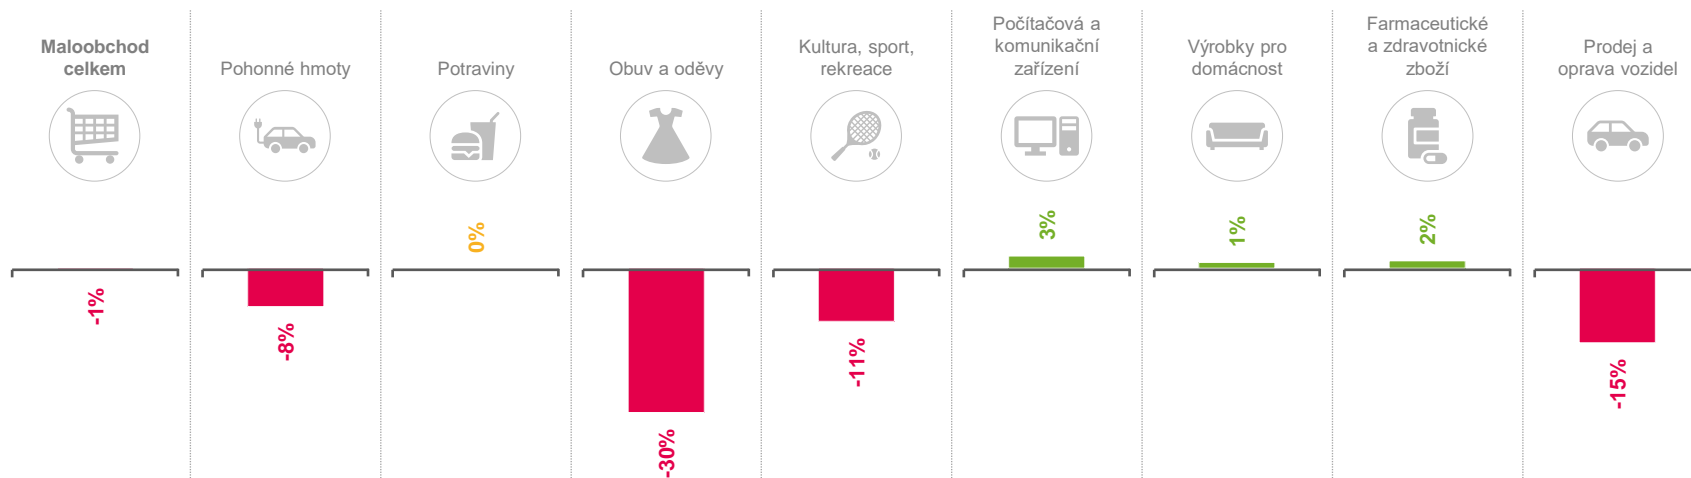 Maloobchod
celkem
Pohonné hmoty
Potraviny
Obuv a oděvy
Kultura, sport,
rekreace
Počítačová a
komunikační
zařízení
Výrobky pro
domácnost
Farmaceutické
a zdravotnické
zboží
Prodej a
oprava vozidel
-1%
-8%
0%
-30%
-11%
3%
1%
2%
-15%